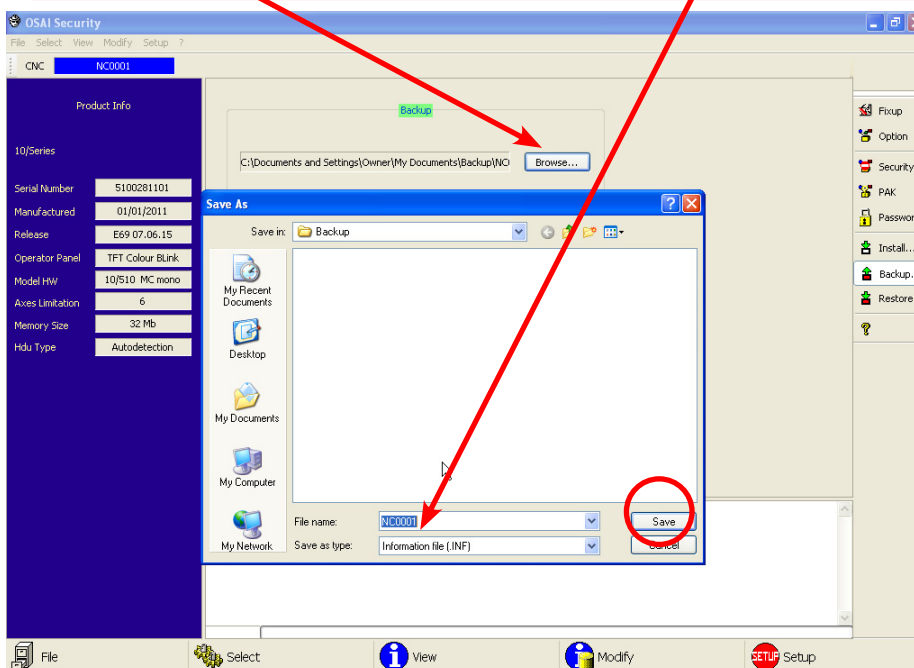 OSAI Security
File Select View Modify Setup ?
CNC NC0001
Product Info
10/Series
Serial Number 5100281101
Manufactured 01/01/2011
Release E69 07.06.15
Operator Panel TFT Colour BLink
Model HW 10/510 MC mono
Axes Limitation 6
Memory Size 32 Mb
Hdu Type Autodetection
Backup
C:\Documents and Settings\Owner\My Documents\Backup\NC
Browse...
Save As
Save in: Backup
My Recent
Documents
Desktop
My Documents
My Computer
My Network
File name: NC0001
Save as type: Information file (.INF)
Save
Cancel
Fixup
Option
Security
PAK
Passwor
Install...
Backup.
Restore
File
Select
View
Modify
SETUP Setup